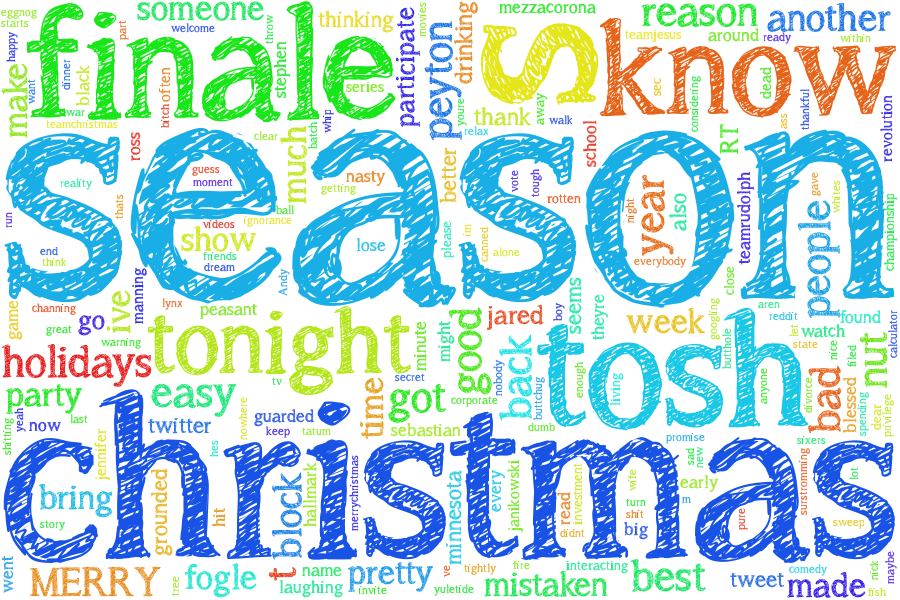 eggnog
starts
finale
someone
welcome
part
throw
stephen
thinking
series
movies
participate
peyton
drinking
mezzacorona
s
reason
teamjesus
around
another
ready
within
know
happy
want
dinner
war
black
make
teamchristmas
bitch
often
ross
clear
batch
whip
much
youre
relax
thank
away
walk
school
sec
considering
RT
dead
ass
thankful
revolution
season
reality
thats
guess
moment
videos
ignorance
ball
show
friends
dream
getting
nasty
lose
better
please
im
canned
alone
vote
tough
rotten
night
year
also
everybody
teamrudolph
close
people
gave
whites
championship
run
end
think
game
channing
great
go
ive
warning
manning
lynx
peasant
Andy
tonight
tv
secret
minute
might
good
corporate
nobody
jared
boy
seems
theyre
enough
week
googling
butthole
aren
reddit
let
state
watch
found
calculator
nut
filled
nice
holidays
party
easy
time
got
back
buttchug
dumb
tosh
living
anyone
divorce
bad
blessed
spending
dear
privilege
shitting
yeah
now
last
twitter
hes
nowhere
guarded
keep
tatum
sebastian
promise
sixers
christmas
jennifer
bring
story
grounded
hit
block
hallmark
merrychristmas
minnesota
every
janikowski
read
didnt
investment
wife
turn
shit
big
m
early
sad
new
pure
surstromming
lot
sweep
went
MERRY
tree
fogle
t
name
laughing
invite
pretty
ve
yuletide
tightly
fire
mistaken
interacting
best
tweet
comedy
made
nick
fish
maybe